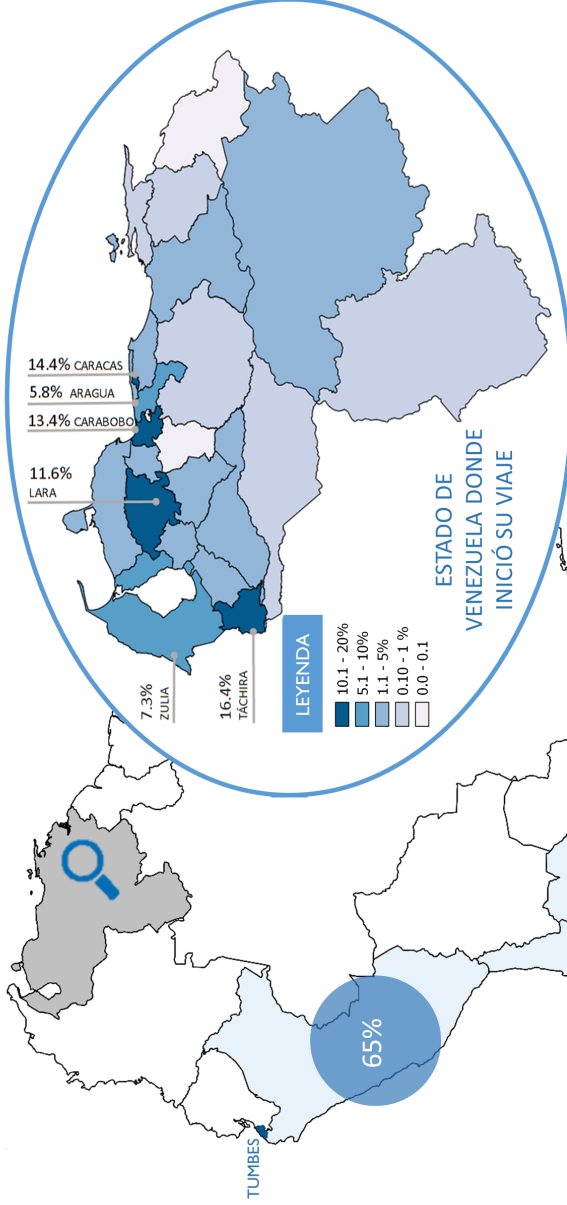 14.4% CARACAS
5.8% ARAGUA
13.4% CARABOBO
11.6%
LARA
7.3%
ZULIA
16.4%
TÁCHIRA
LEYENDA
10.1 - 20%
5.1 - 10%
1.1 - 5%
0.10 - 1 %
0.0 - 0.1
ESTADO DE
VENEZUELA DONDE
INICIÓ SU VIAJE
65%
TUMBES